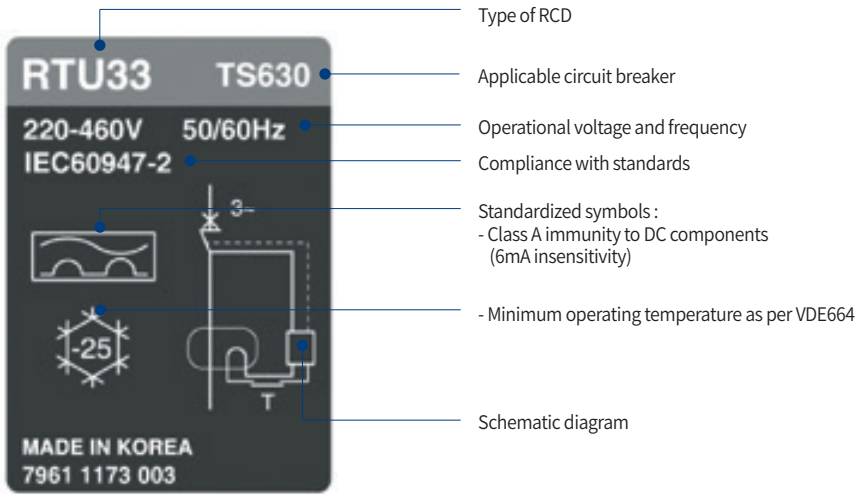 Type of RCD
RTU33 TS630
Applicable circuit breaker
220-460V 50/60Hz
Operational voltage and frequency
IEC60947-2
Compliance with standards
3~
Standardized symbols :
- Class A immunity to DC components
(6mA insensitivity)
-25
- Minimum operating temperature as per VDE664
T
Schematic diagram
MADE IN KOREA
7961 1173 003